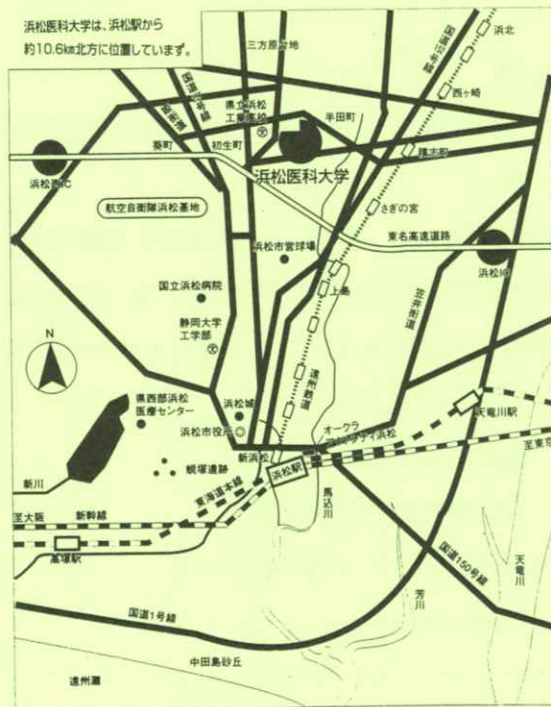 浜松医科大学は、浜松駅から
約10.6km北方に位置しています。
三方原台地
国道152号線
浜北
西ヶ崎
県立浜松
工業高校
半田町
積志町
葵町
初生町
浜松医科大学
浜松西IC
さぎの宮
航空自衛隊浜松基地
東名高速道路
浜松市営球場
浜松IC
国立浜松病院
上島
笠井街道
静岡大学
工学部
N
遠州鉄道
県西部浜松
医療センター
浜松城
天竜川駅
浜松市役所
オークラ
アクトシティ浜松
新浜松
至東京
蜆塚遺跡
浜松駅
新川
東海道本線
馬込川
至大阪
新幹線
高塚駅
天竜川
国道150号線
芳川
国道1号線
中田島砂丘
遠州灘